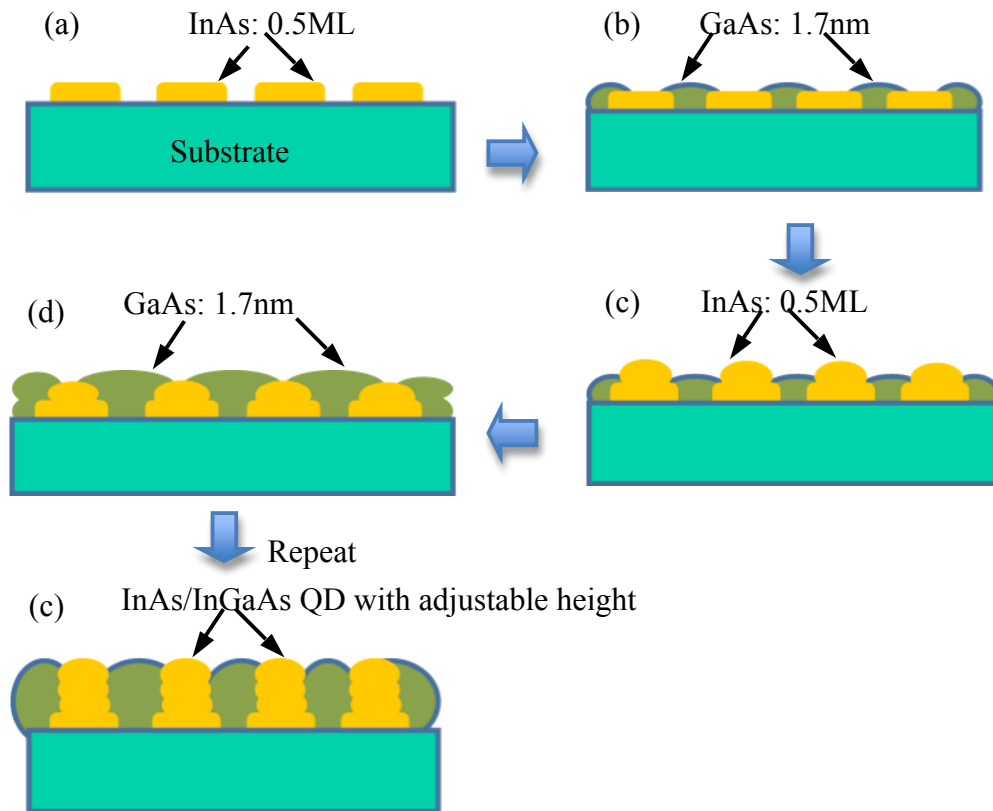 (a)
InAs: 0.5ML
Substrate
(b)
GaAs: 1.7nm
(c)
InAs: 0.5ML
(d)
GaAs: 1.7nm
Repeat
(c)
InAs/InGaAs QD with adjustable height